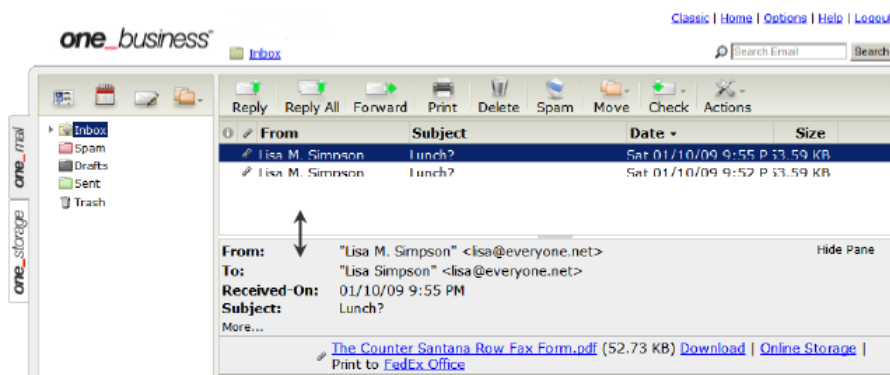 Classic | Home | Options | Help | Logout
one_business
Inbox
Search Email
Search
Reply Reply All Forward Print Delete Spam Move Check Actions
one_mail
one_storage
Inbox
Spam
Drafts
Sent
Trash
From Subject Date Size
Lisa M. Simpson Lunch? Sat 01/10/09 9:55 P 53.59 KB
Lisa M. Simpson Lunch? Sat 01/10/09 9:52 P 53.59 KB
From: "Lisa M. Simpson" <lisa@everyone.net> Hide Pane
To: "Lisa Simpson" <lisa@everyone.net>
Received-On: 01/10/09 9:55 PM
Subject: Lunch?
More...
The Counter Santana Row Fax Form.pdf (52.73 KB) Download | Online Storage |
Print to FedEx Office